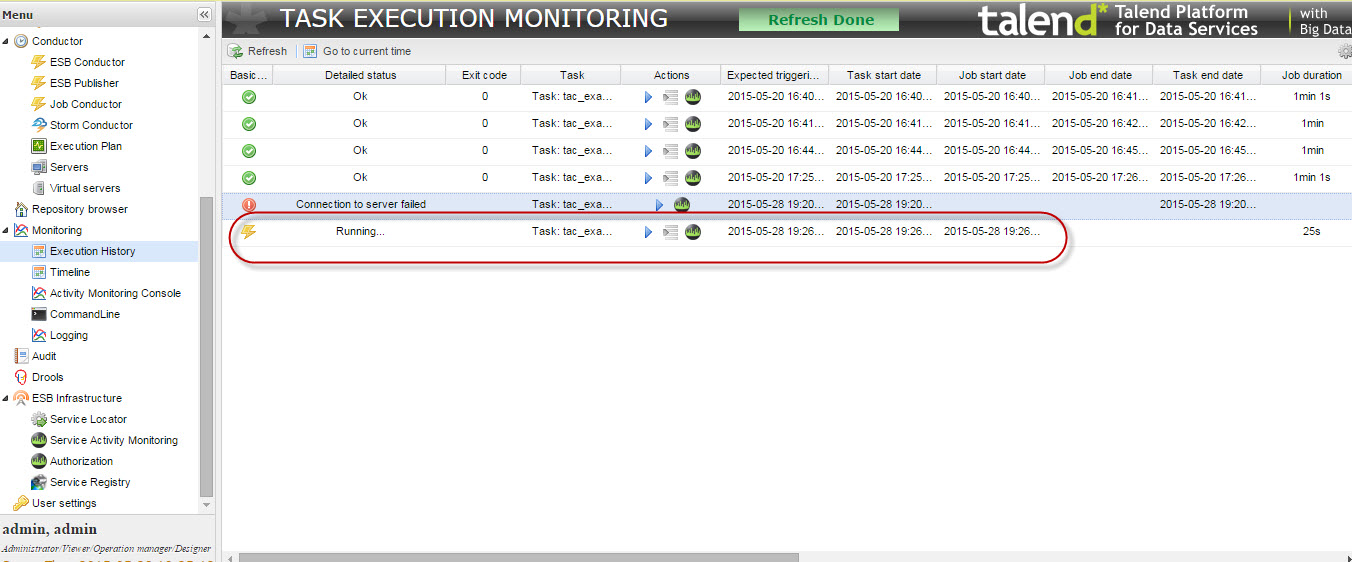 Menu
Conductor
ESB Conductor
ESB Publisher
Job Conductor
Storm Conductor
Execution Plan
Servers
Virtual servers
Repository browser
Monitoring
Execution History
Timeline
Activity Monitoring Console
CommandLine
Logging
Audit
Drools
ESB Infrastructure
Service Locator
Service Activity Monitoring
Authorization
Service Registry
User settings
admin, admin
Administrator/Viewer/Operation manager/Designer
TASK EXECUTION MONITORING
Refresh Done
talend* Talend Platform for Data Services
with Big Data
Refresh Go to current time
Basic... Detailed status Exit code Task Actions Expected triggeri... Task start date Job start date Job end date Task end date Job duration
Ok 0 Task: tac_exa... 2015-05-20 16:40... 2015-05-20 16:40... 2015-05-20 16:40... 2015-05-20 16:41... 2015-05-20 16:41... 1min 1s
Ok 0 Task: tac_exa... 2015-05-20 16:41... 2015-05-20 16:41... 2015-05-20 16:41... 2015-05-20 16:42... 2015-05-20 16:42... 1min
Ok 0 Task: tac_exa... 2015-05-20 16:44... 2015-05-20 16:44... 2015-05-20 16:44... 2015-05-20 16:45... 2015-05-20 16:45... 1min
Ok 0 Task: tac_exa... 2015-05-20 17:25... 2015-05-20 17:25... 2015-05-20 17:25... 2015-05-20 17:26... 2015-05-20 17:26... 1min 1s
Connection to server failed Task: tac_exa... 2015-05-28 19:20... 2015-05-28 19:20... 2015-05-28 19:20...
Running... Task: tac_exa... 2015-05-28 19:26... 2015-05-28 19:26... 2015-05-28 19:26... 25s